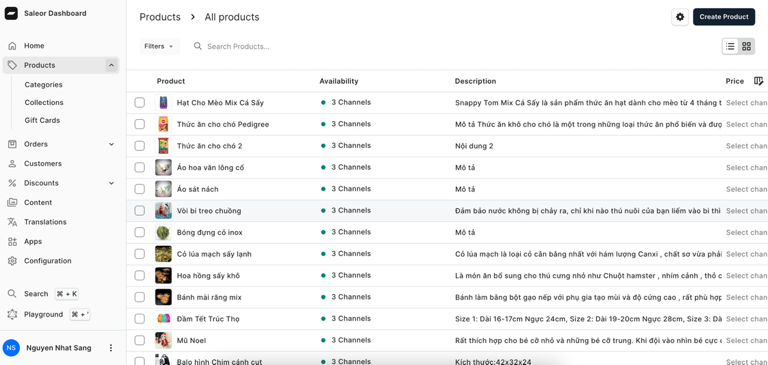 Saleor Dashboard
Products > All products
Create Product
Home
Filters
Search Products...
Products
Product Availability Description Price
Categories
Collections
Gift Cards
Orders
Customers
Discounts
Content
Translations
Apps
Configuration
Search ⌘ + K
Playground ⌘ + '
NS Nguyen Nhat Sang
Hạt Cho Mèo Mix Cá Sấy 3 Channels Snappy Tom Mix Cá Sấy là sản phẩm thức ăn hạt dành cho mèo từ 4 tháng t Select chan
Thức ăn cho chó Pedigree 3 Channels Mô tả Thức ăn khô cho chó là một trong những loại thức ăn phổ biến và đượ Select chan
Thức ăn cho chó 2 3 Channels Nội dung 2 Select chan
Áo hoa văn lông cổ 3 Channels Mô tả Select chan
Áo sát nách 3 Channels Mô tả Select chan
Vòi bi treo chuồng 3 Channels Đảm bảo nước không bị chảy ra, chỉ khi nào thú nuôi của bạn liếm vào bi thì Select chan
Bóng đựng cỏ inox 3 Channels Mô tả Select chan
Cỏ lúa mạch sấy lạnh 3 Channels Cỏ lúa mạch là loại cỏ cân bằng nhất với hàm lượng Canxi , chất sơ vừa phải Select chan
Hoa hồng sấy khô 3 Channels Là món ăn bổ sung cho thú cưng nhỏ như Chuột hamster , nhím cảnh , thỏ c Select chan
Bánh mài răng mix 3 Channels Bánh làm bằng bột gạo nếp với phụ gia tạo mùi và độ cứng cao , rất phù hợp Select chan
Đầm Tết Trúc Thọ 3 Channels Size 1: Dài 16-17cm Ngực 24cm, Size 2: Dài 19-20cm Ngực 28cm, Size 3: Dà Select chan
Mũ Noel 3 Channels Rất thích hợp cho bé cỡ nhỏ và những bé cỡ trung. Khi đội vào nhìn bé cực c Select chan
Balo hình Chim cánh cụt 3 Channels Kích thước:42x32x24 Select chan